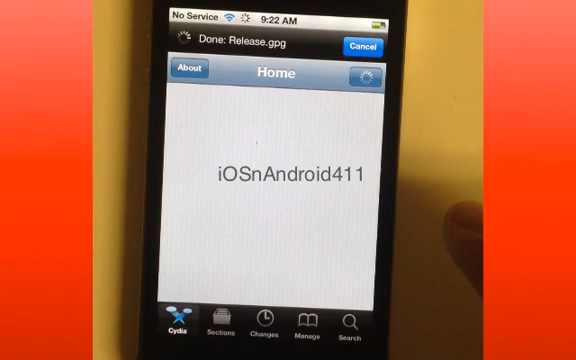 No Service 9:22 AM
Done: Release.gpg Cancel
About Home
iOSnAndroid411
Cydia Sections Changes Manage Search